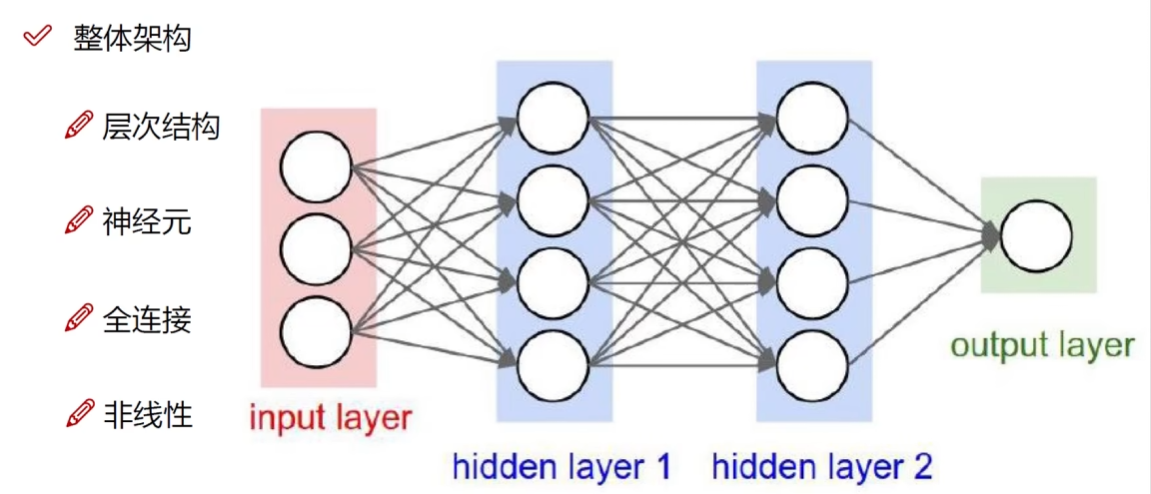 整体架构
层次结构
神经元
全连接
非线性
input layer
hidden layer 1
hidden layer 2
output layer